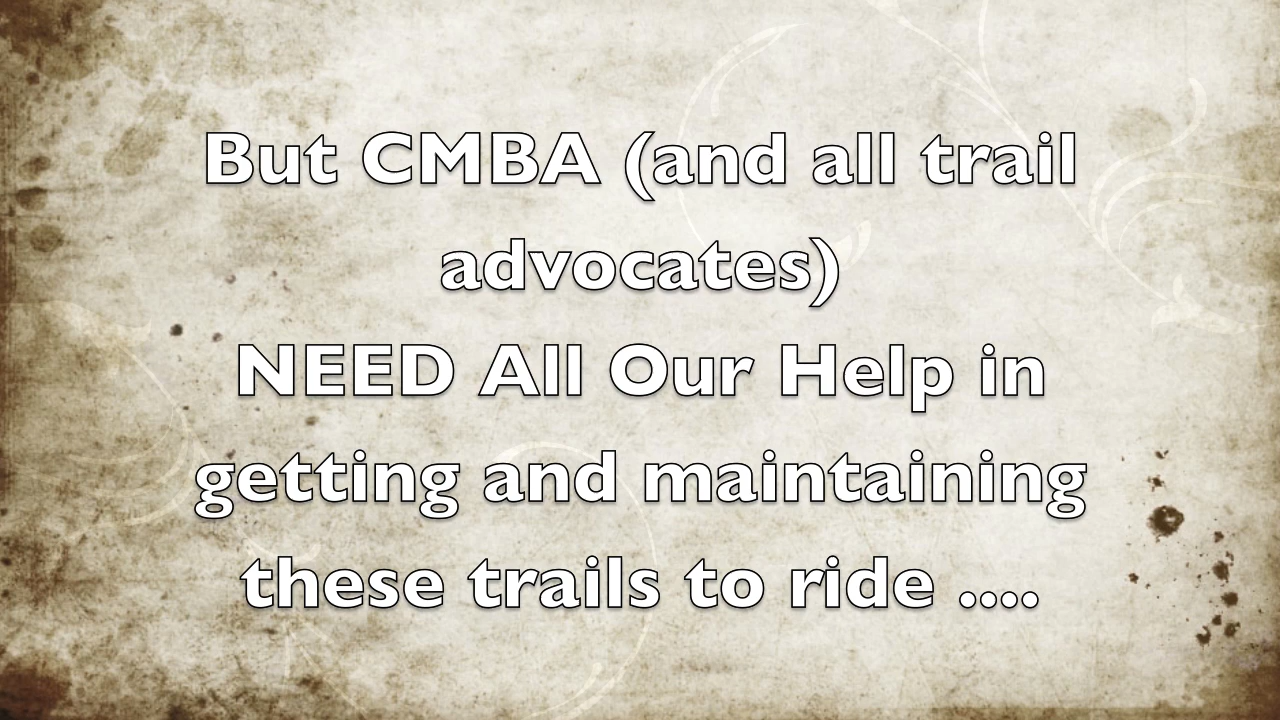 But CMBA (and all trail
advocates)
NEED All Our Help in
getting and maintaining
these trails to ride ....